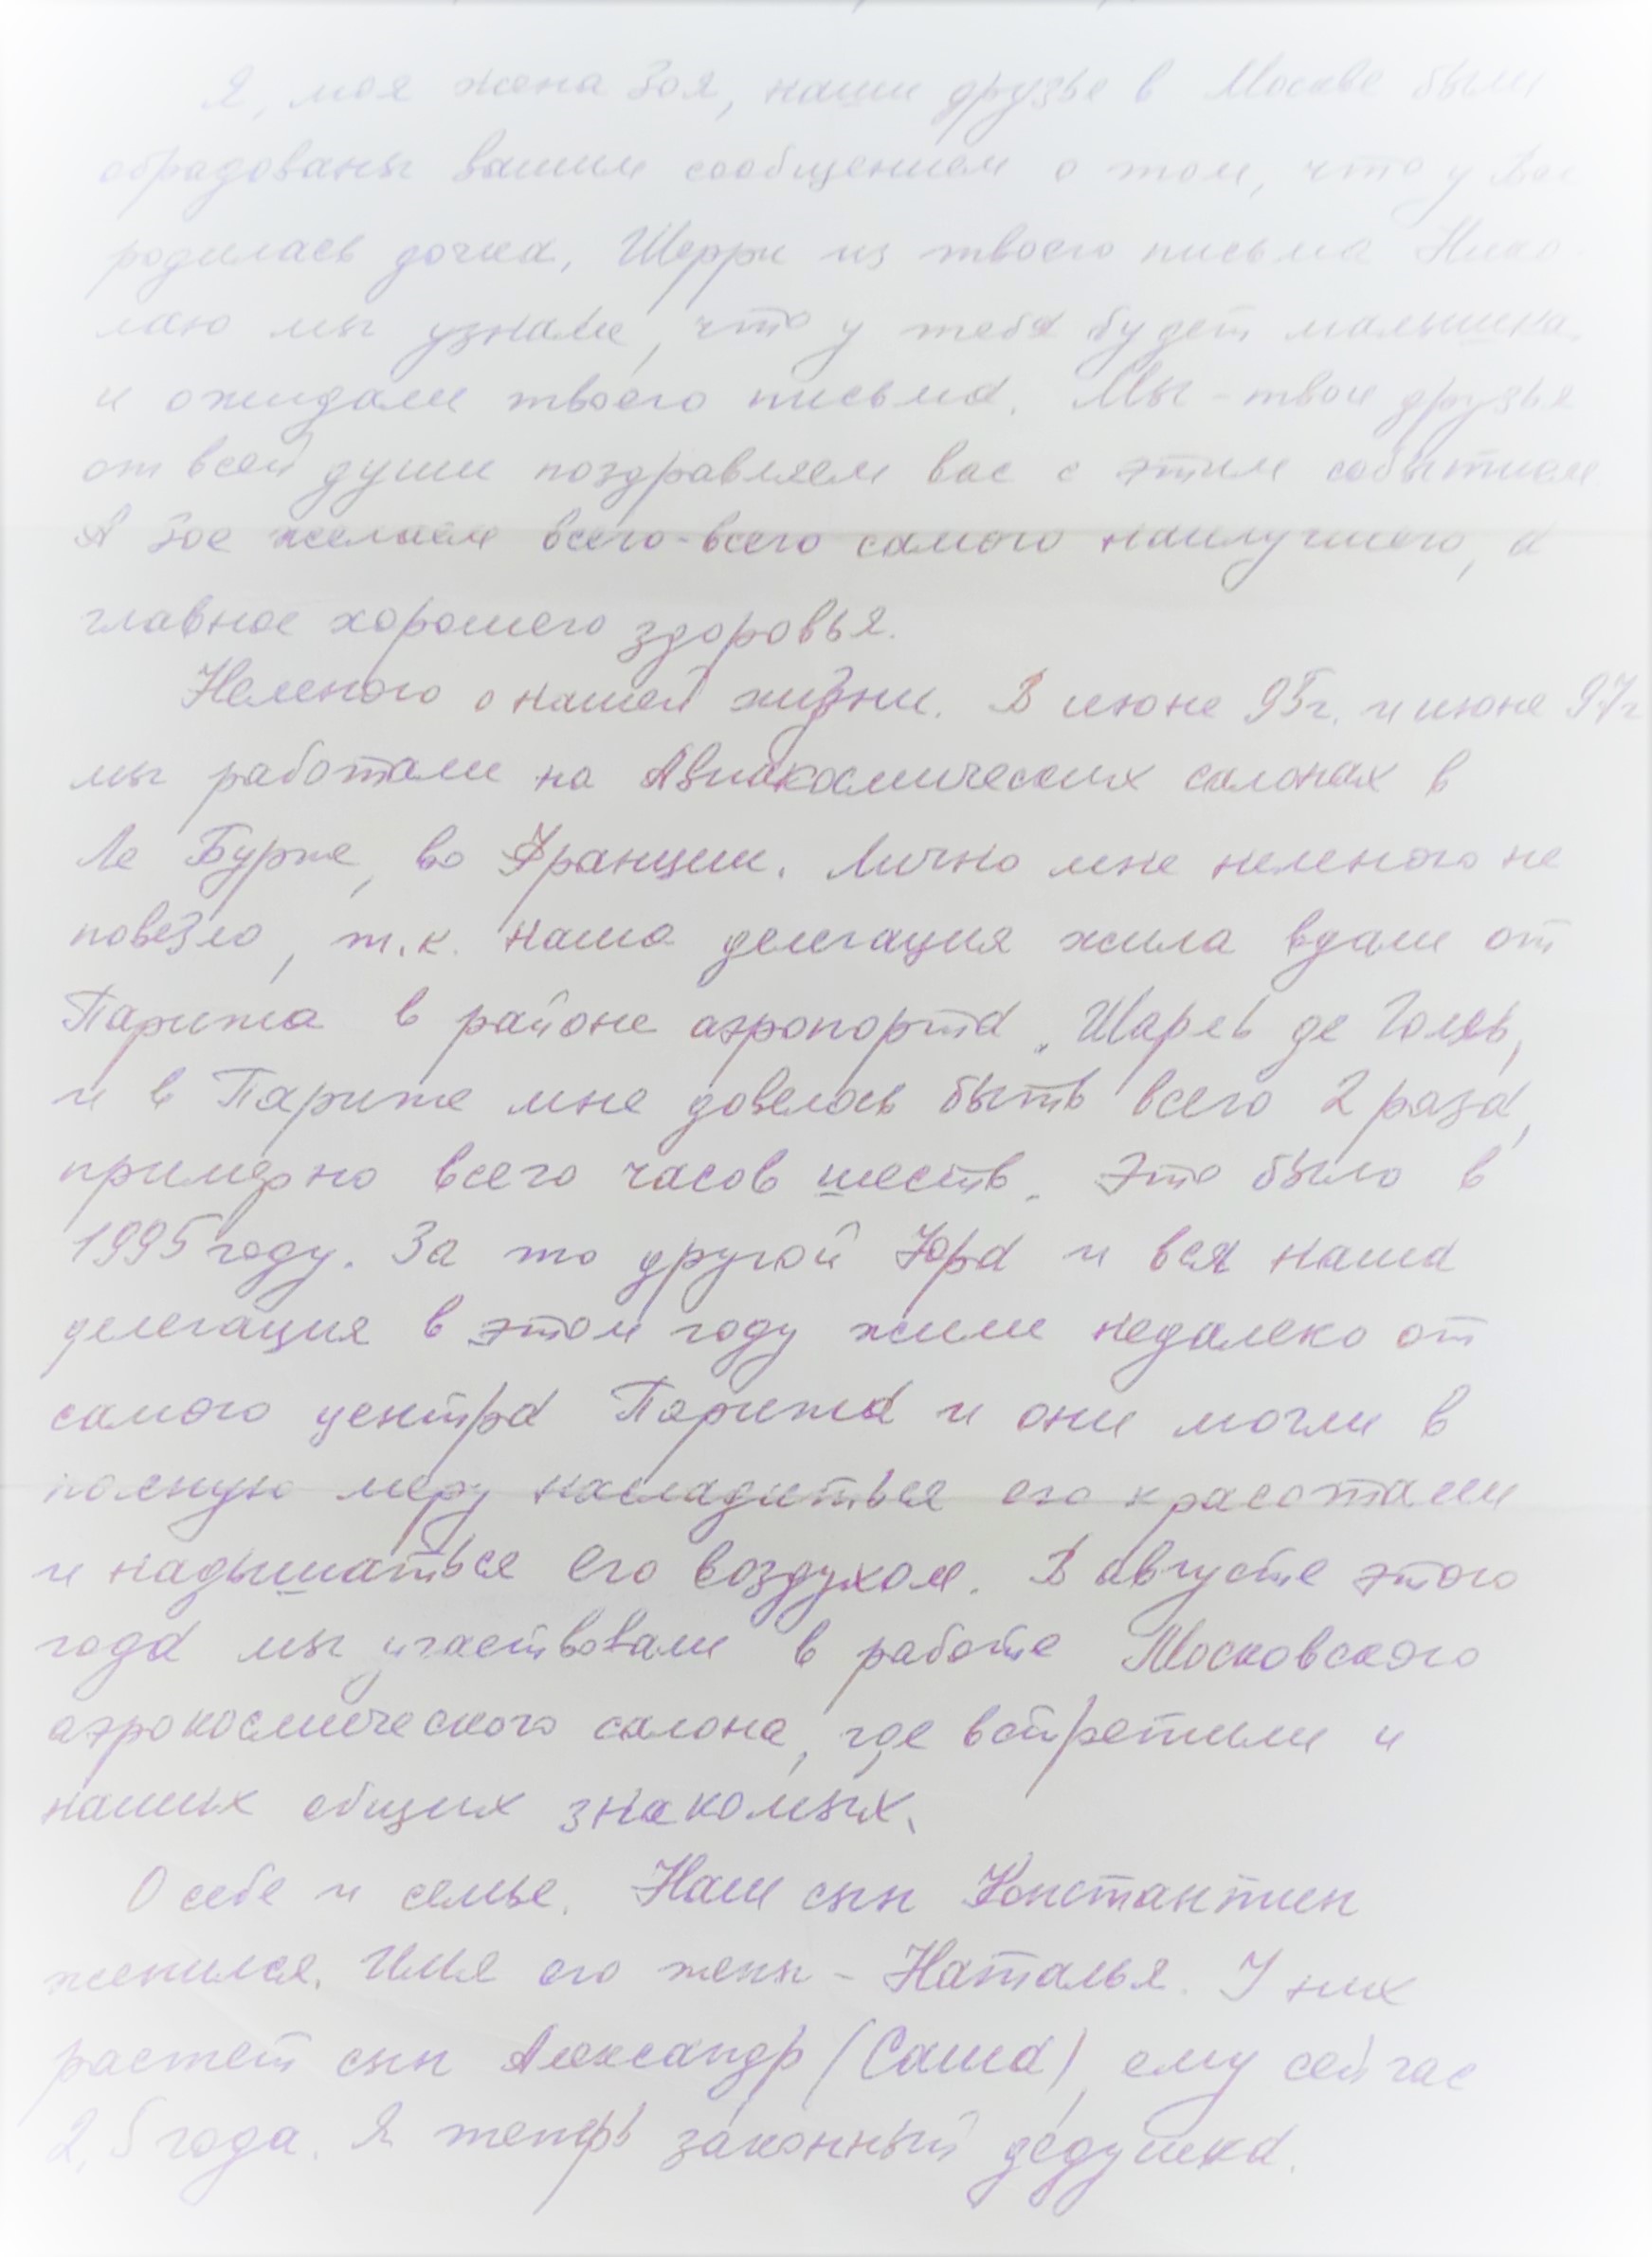 Я, моя жена Зоя, наши друзья в Москве были
обрадованы вашим сообщением о том, что у Вас
родилась дочка, Шерри из твоего письма Нико-
лаю мы узнали, что у тебя будет малышка
и ожидали твоего письма. Мы - твои друзья
от всей души поздравляем вас с этим событием.
А Зое желаем всего-всего самого наилучшего, а
главное хорошего здоровья.
Немного о нашей жизни. В июне 95г. и июне 97г
мы работали на Авиакосмических салонах в
Ле Бурже, во Франции. Лично мне немного не
повезло, т.к. наша делегация жила вдали от
Парижа в районе аэропорта "Шарль де Голль,
и в Париже мне довелось быть всего 2 раза,
примерно всего часов шесть. Это было в
1995 году. За то другой Юра и вся наша
делегация в этом году жили недалеко от
самого центра Парижа и они могли в
полную меру насладиться его красотами
и надышаться его воздухом. В августе этого
года мы участвовали в работе Московского
аэрокосмического салона, где встретили и
наших общих знакомых.
О себе и семье. Наш сын Константин
женился. Имя его жены - Наталья. У них
растет сын Александр (Саша), ему сейчас
2,5 года. Я теперь законный дедушка.